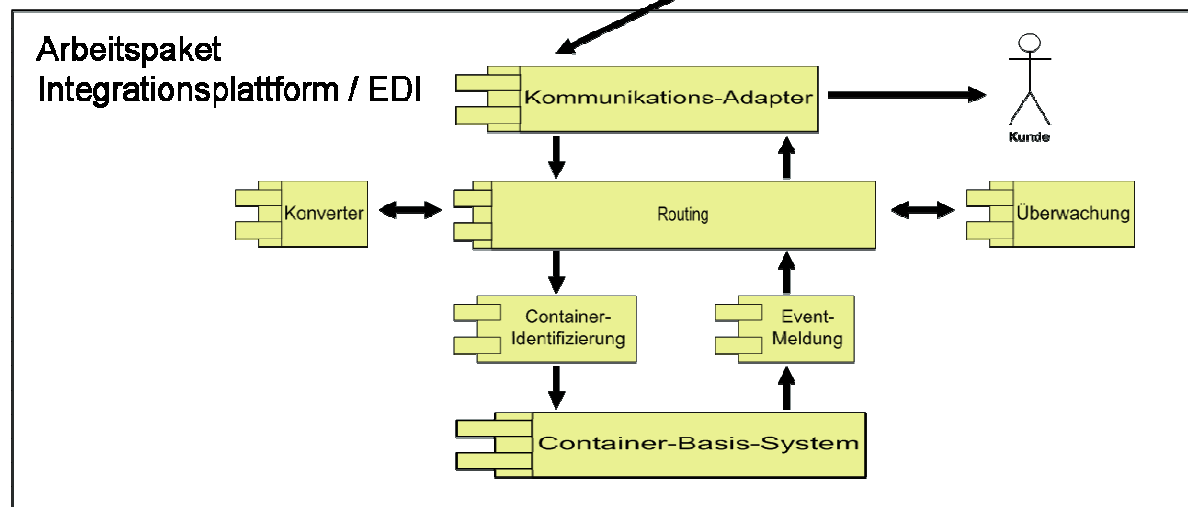 Arbeitspaket
Integrationsplattform / EDI
Kommunikations-Adapter
Kunde
Konverter
Routing
Überwachung
Container-
Identifizierung
Event-
Meldung
Container-Basis-System